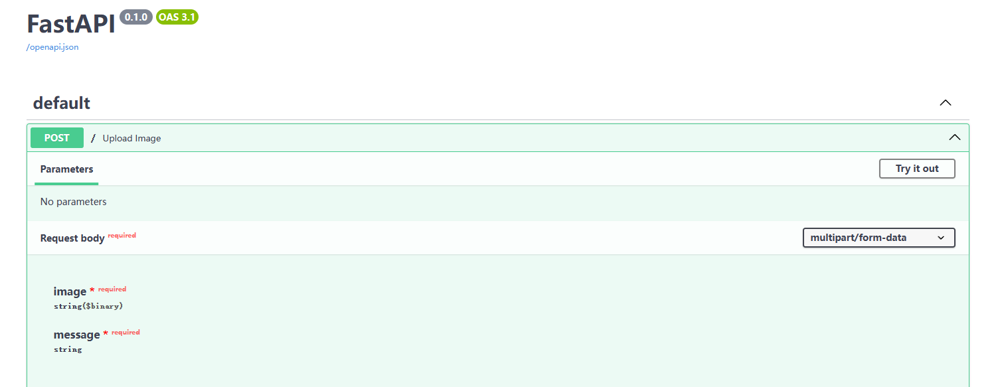 FastAPI 0.1.0 OAS 3.1
/openapi.json
default
POST / Upload Image
Parameters Try it out
No parameters
Request body required multipart/form-data
image * required
string($binary)
message * required
string